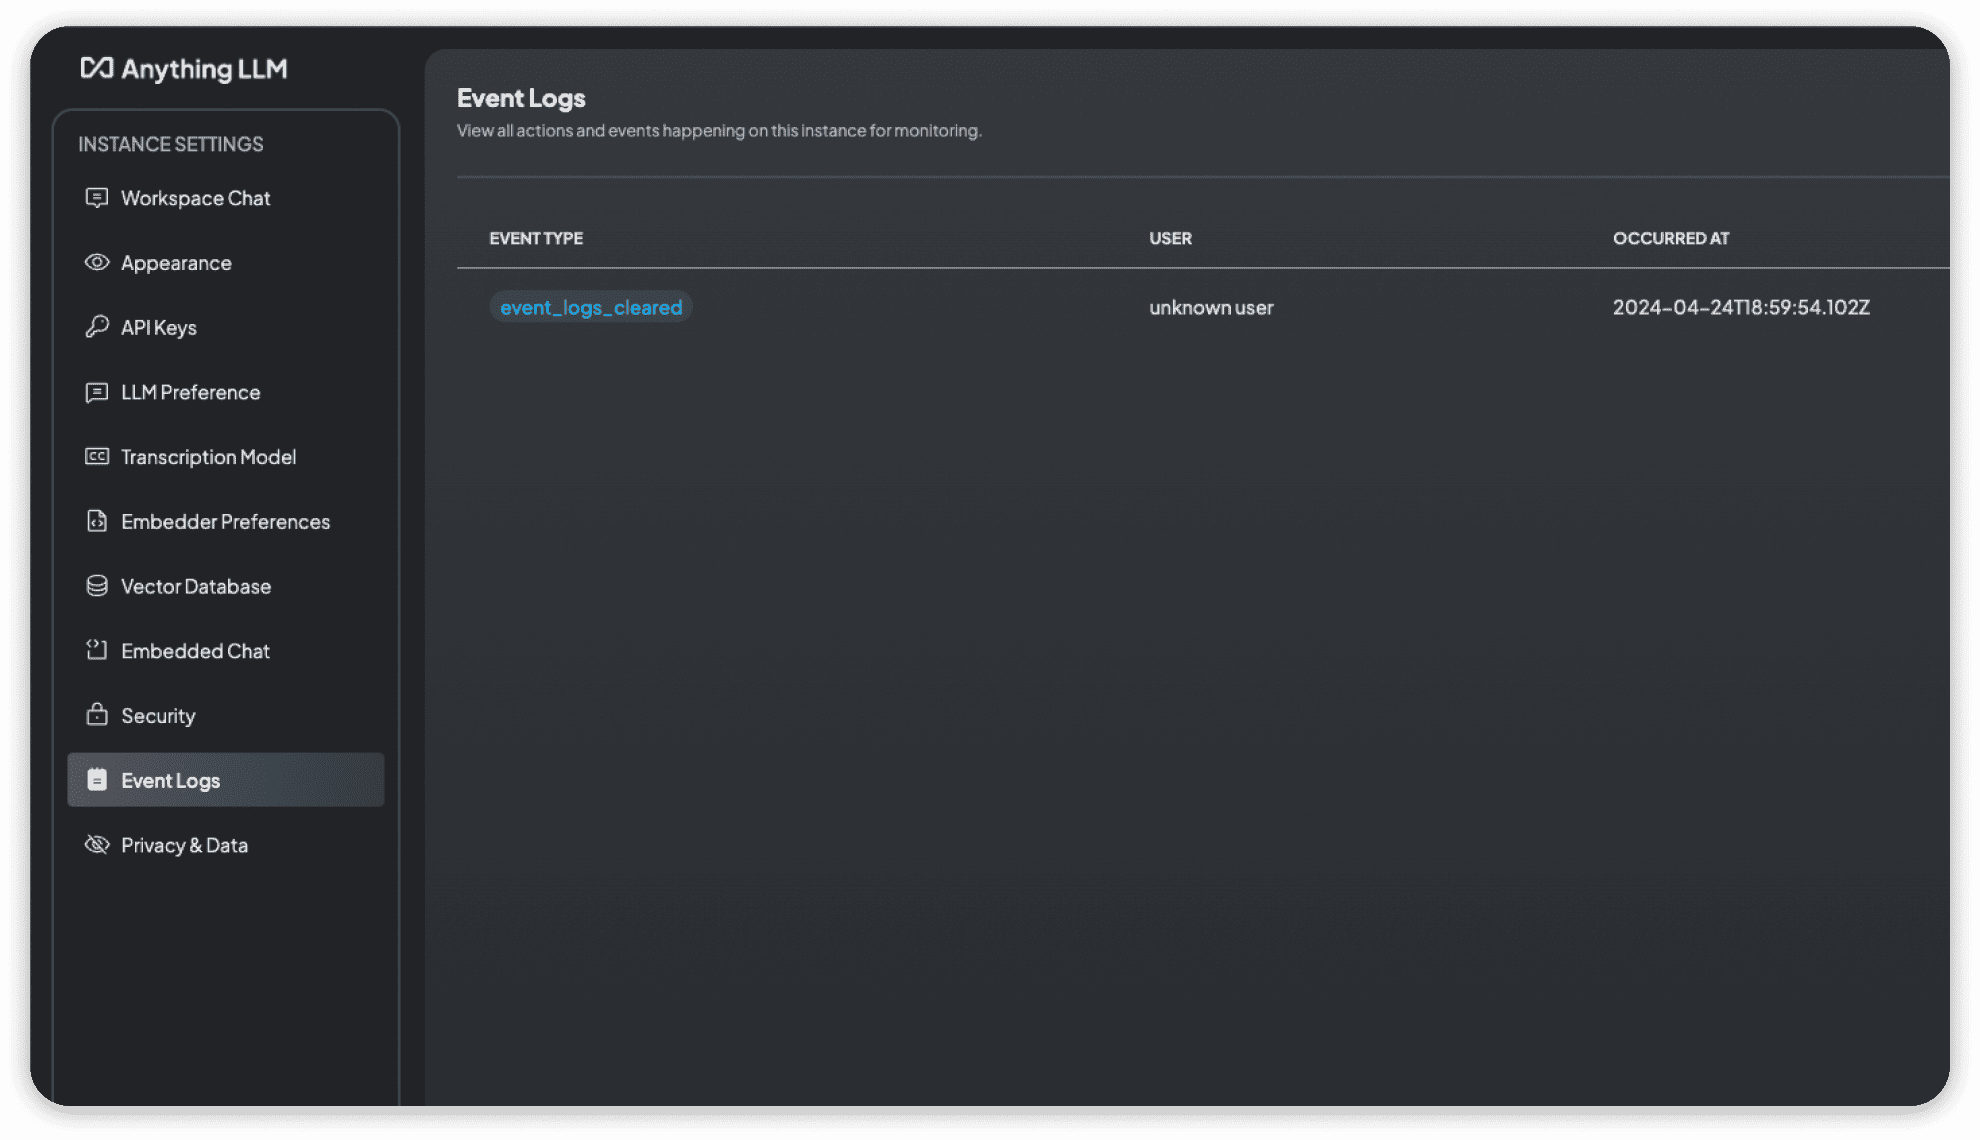 Anything LLM
INSTANCE SETTINGS
Workspace Chat
Appearance
API Keys
LLM Preference
Transcription Model
Embedder Preferences
Vector Database
Embedded Chat
Security
Event Logs
Privacy & Data
Event Logs
View all actions and events happening on this instance for monitoring.
EVENT TYPE USER OCCURRED AT
event_logs_cleared unknown user 2024-04-24T18:59:54.102Z